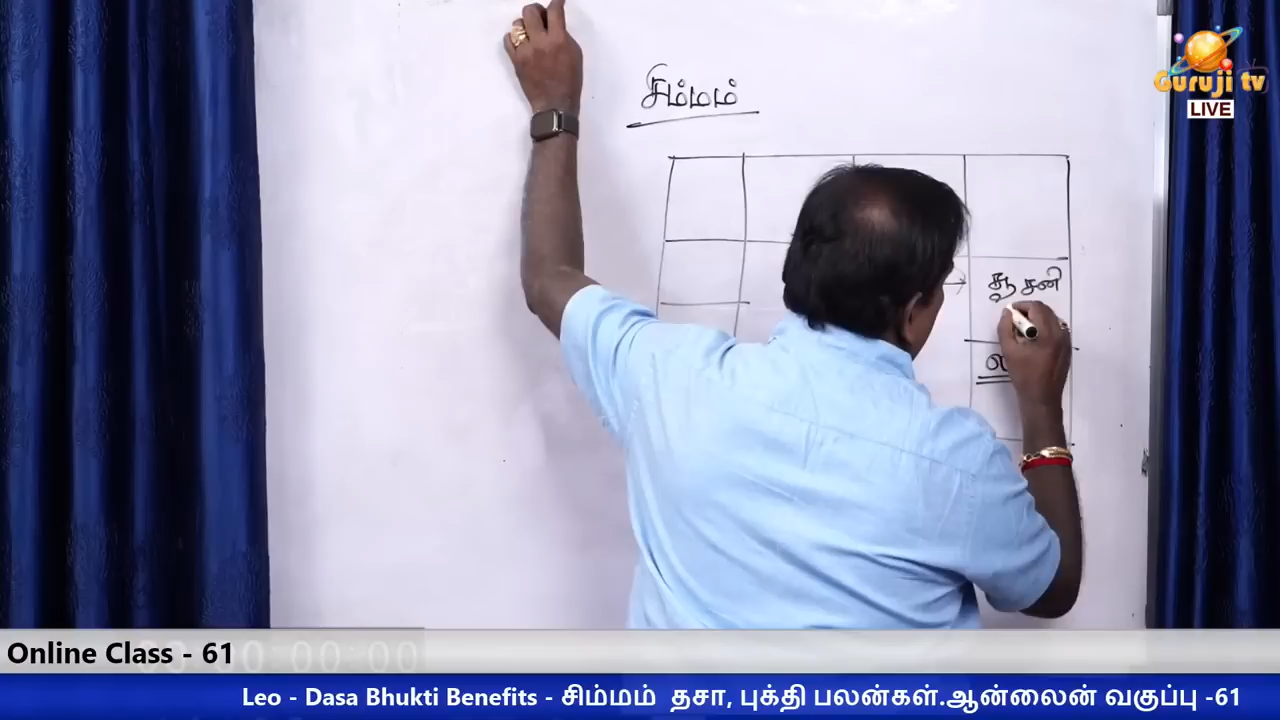 சிம்மம்
Guruji tv
LIVE
சூ சனி
ல
Online Class - 61
Leo - Dasa Bhukti Benefits - சிம்மம் தசா, புக்தி பலன்கள்.ஆன்லைன் வகுப்பு -61